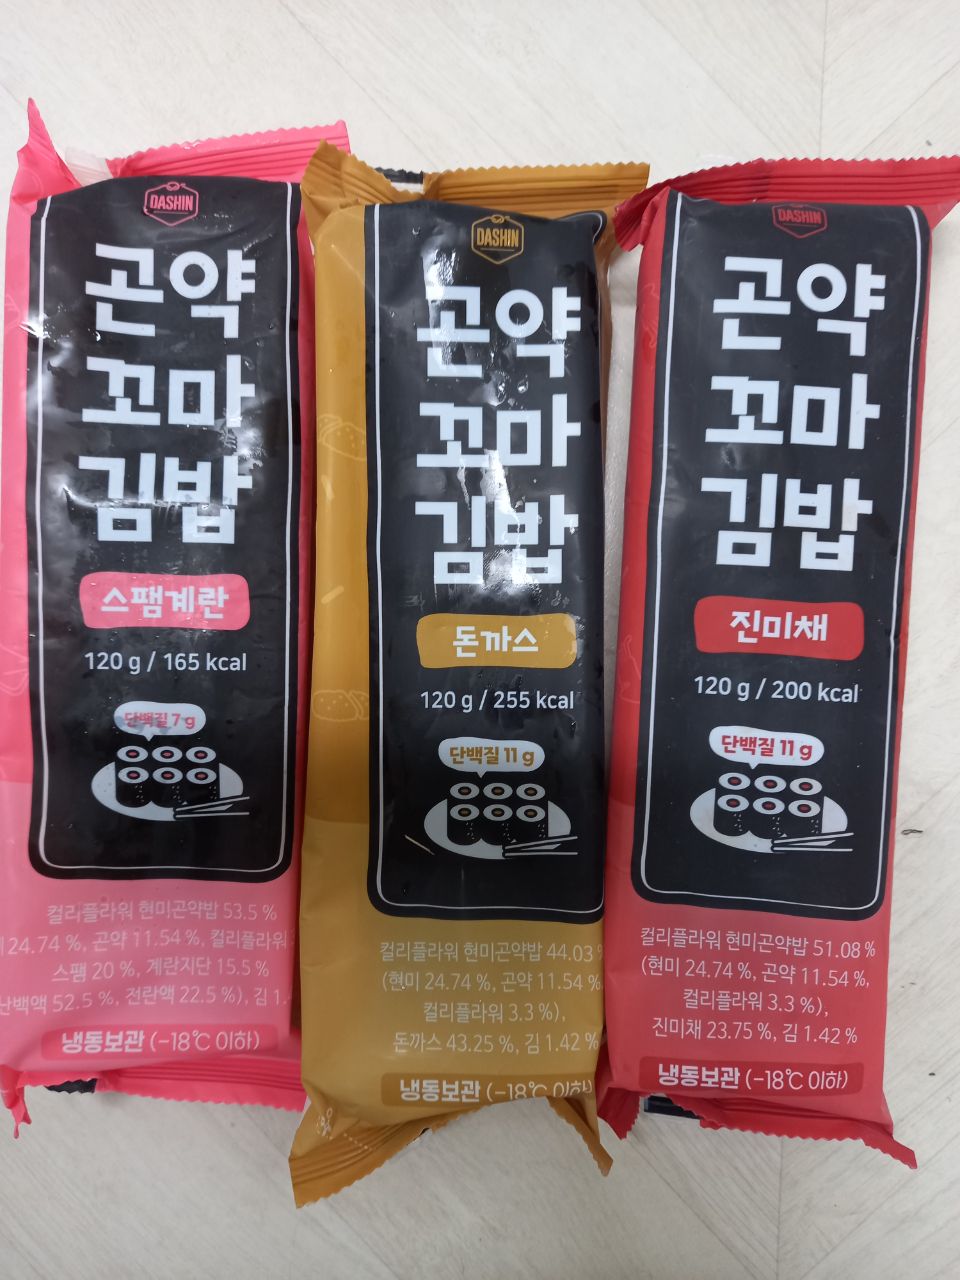 DASHIN
곤약
꼬마
김밥
스팸계란
120 g / 165 kcal
단백질 7 g
컬리플라워 현미곤약밥 53.5 %
24.74 %, 곤약 11.54 %, 컬리플라워
스팸 20 %, 계란지단 15.5 %
난백액 52.5 %, 전란액 22.5 %), 김
냉동보관 (-18℃ 이하)
DASHIN
곤약
꼬마
김밥
돈까스
120 g / 255 kcal
단백질 11 g
컬리플라워 현미곤약밥 44.03
(현미 24.74 %, 곤약 11.54 %
컬리플라워 3.3 %),
돈까스 43.25 %, 김 1.42 %
냉동보관 (-18℃ 이하)
DASHIN
곤약
꼬마
김밥
진미채
120 g / 200 kcal
단백질 11 g
컬리플라워 현미곤약밥 51.08 %
(현미 24.74 %, 곤약 11.54 %,
컬리플라워 3.3 %),
진미채 23.75 %, 김 1.42 %
냉동보관 (-18℃ 이하)